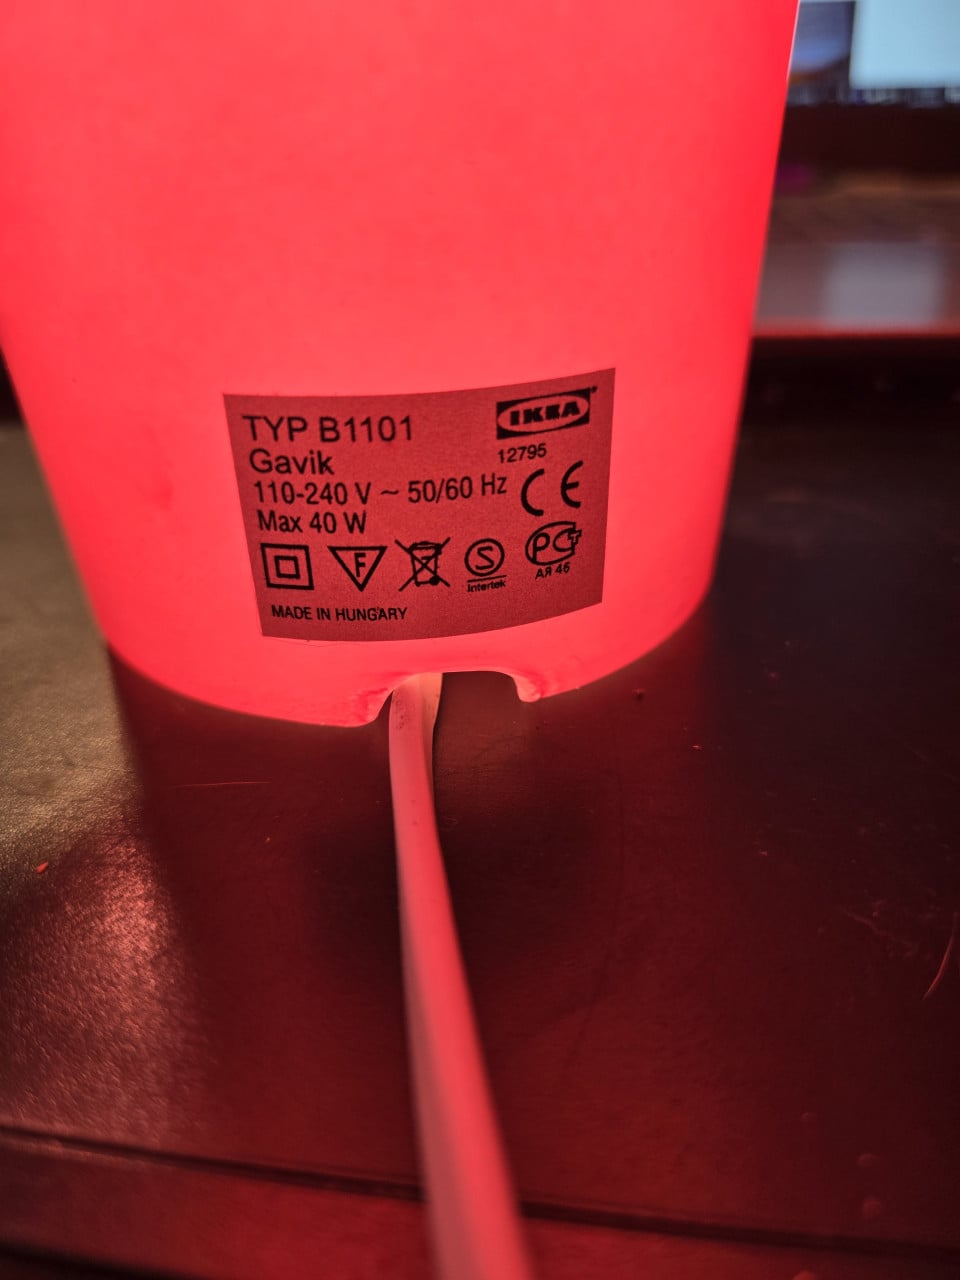 TYP B1101
IKEA
Gavik
12795
110-240 V ~ 50/60 Hz
CE
Max 40 W
F
S
Intertek
PCT
АЯ 46
MADE IN HUNGARY